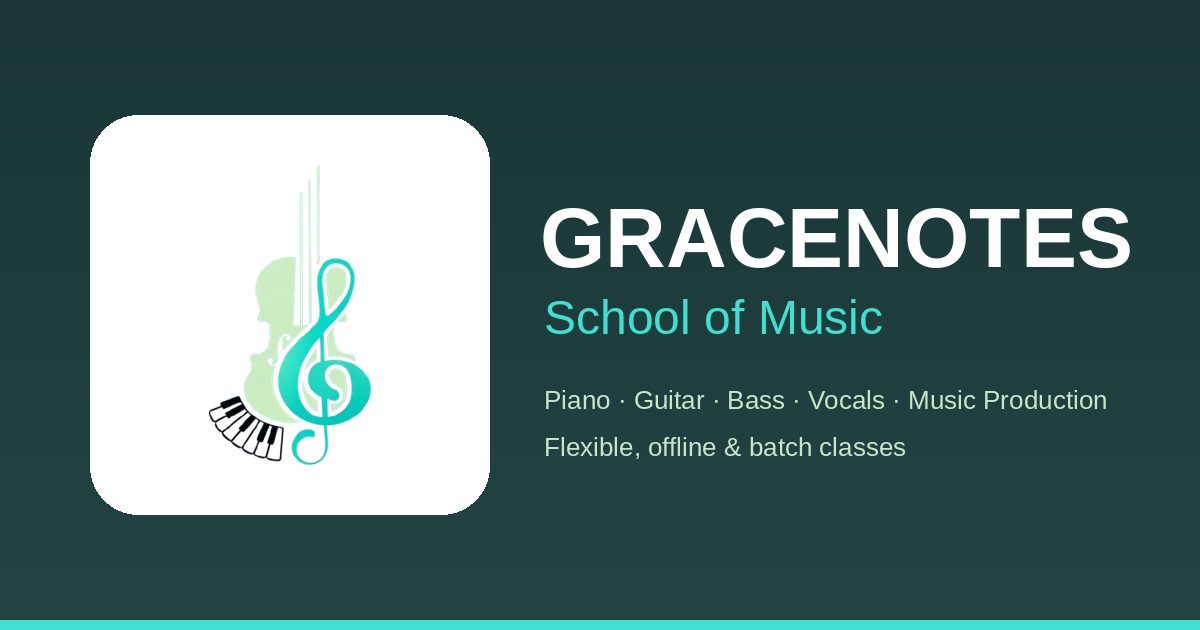 GRACENOTES
School of Music
Piano · Guitar · Bass · Vocals · Music Production
Flexible, offline & batch classes